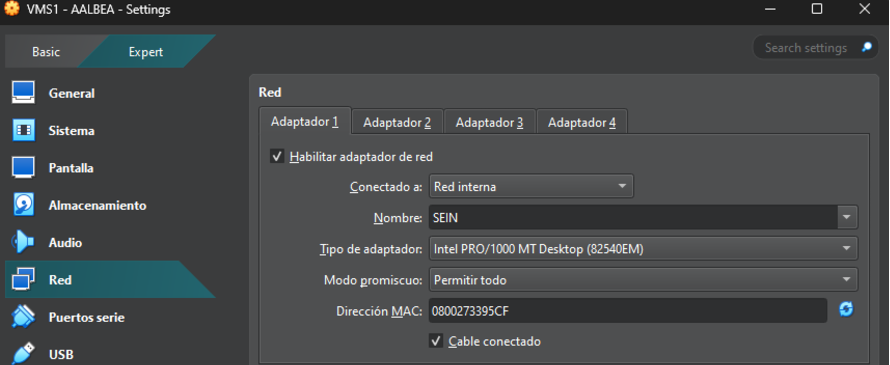 VMS1 - AALBEA - Settings
Basic
Expert
Search settings
General
Sistema
Pantalla
Almacenamiento
Audio
Red
Puertos serie
USB
Red
Adaptador 1
Adaptador 2
Adaptador 3
Adaptador 4
Habilitar adaptador de red
Conectado a: Red interna
Nombre: SEIN
Tipo de adaptador: Intel PRO/1000 MT Desktop (82540EM)
Modo promiscuo: Permitir todo
Dirección MAC: 0800273395CF
Cable conectado